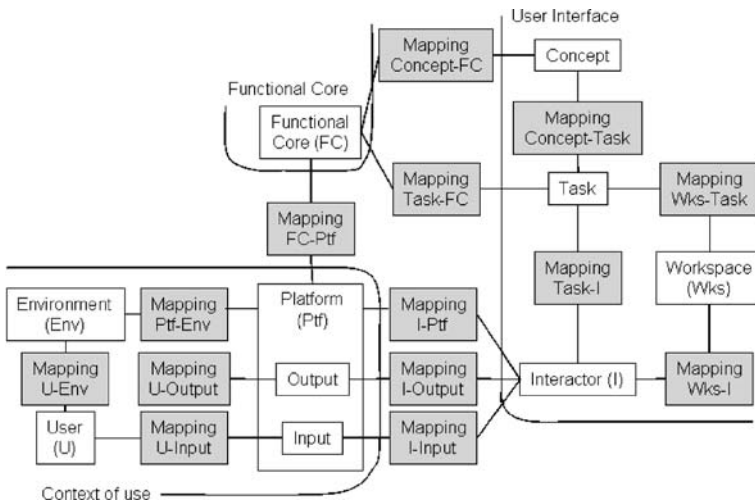 User Interface
Mapping
Concept-FC
Concept
Functional Core
Functional
Core (FC)
Mapping
Concept-Task
Mapping
Task-FC
Task
Mapping
Wks-Task
Mapping
FC-Ptf
Mapping
Task-I
Workspace
(Wks)
Environment
(Env)
Mapping
Ptf-Env
Platform
(Ptf)
Mapping
I-Ptf
Mapping
U-Env
Mapping
U-Output
Output
Mapping
I-Output
Interactor (I)
Mapping
Wks-I
User
(U)
Mapping
U-Input
Input
Mapping
I-Input
Context of use